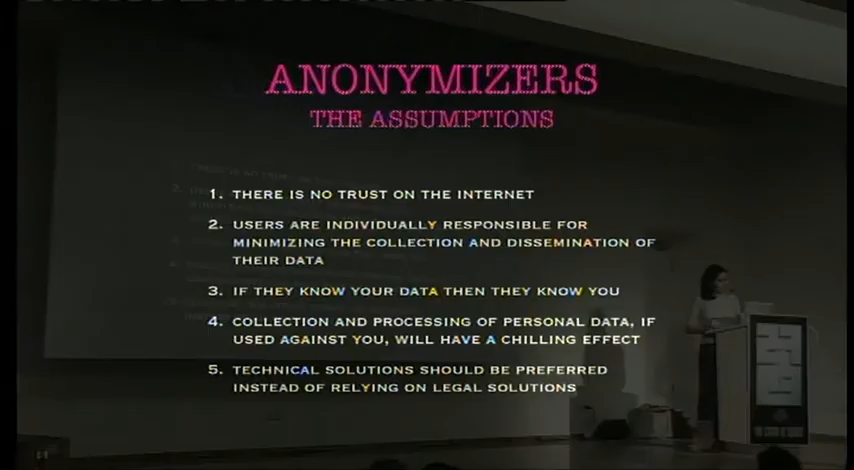 ANONYMIZERS
THE ASSUMPTIONS
1. THERE IS NO TRUST ON THE INTERNET
2. USERS ARE INDIVIDUALLY RESPONSIBLE FOR
MINIMIZING THE COLLECTION AND DISSEMINATION OF
THEIR DATA
3. IF THEY KNOW YOUR DATA THEN THEY KNOW YOU
4. COLLECTION AND PROCESSING OF PERSONAL DATA, IF
USED AGAINST YOU, WILL HAVE A CHILLING EFFECT
5. TECHNICAL SOLUTIONS SHOULD BE PREFERRED
INSTEAD OF RELYING ON LEGAL SOLUTIONS